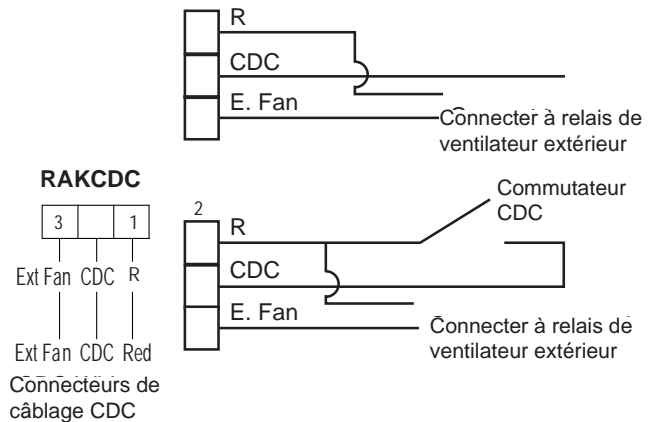 R
CDC
E. Fan
Connecter à relais de
ventilateur extérieur
RAKCDC
3 1
Ext Fan CDC R
Ext Fan CDC Red
Connecteurs de
câblage CDC
2
Commutateur
CDC
R
CDC
E. Fan
Connecter à relais de
ventilateur extérieur